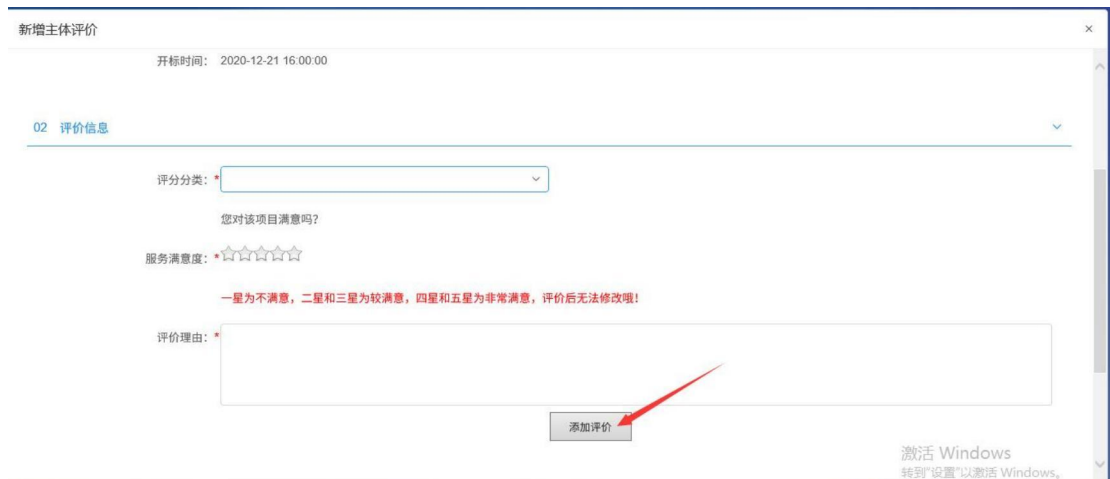 新增主体评价
开标时间： 2020-12-21 16:00:00
02 评价信息
评分分类：*
您对该项目满意吗？
服务满意度：*
一星为不满意，二星和三星为较满意，四星和五星为非常满意，评价后无法修改哦！
评价理由：*
添加评价
激活 Windows
转到"设置"以激活 Windows。